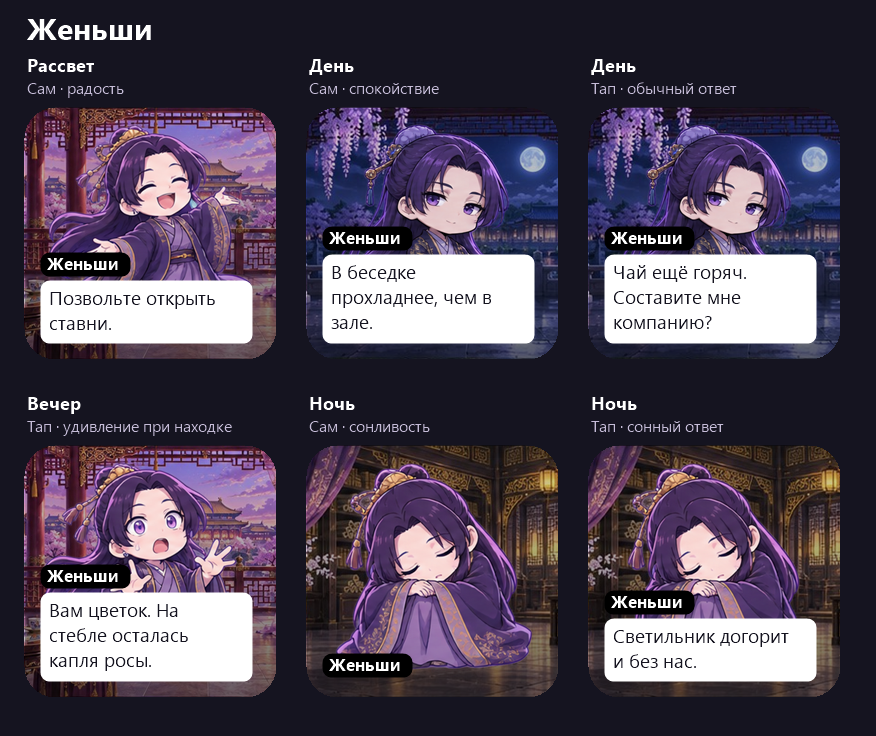 Женьши
Рассвет
Сам · радость
Женьши
Позвольте открыть
ставни.
День
Сам · спокойствие
Женьши
В беседке
прохладнее, чем в
зале.
День
Тап · обычный ответ
Женьши
Чай ещё горяч.
Составите мне
компанию?
Вечер
Тап · удивление при находке
Женьши
Вам цветок. На
стебле осталась
капля росы.
Ночь
Сам · сонливость
Женьши
Ночь
Тап · сонный ответ
Женьши
Светильник догорит
и без нас.